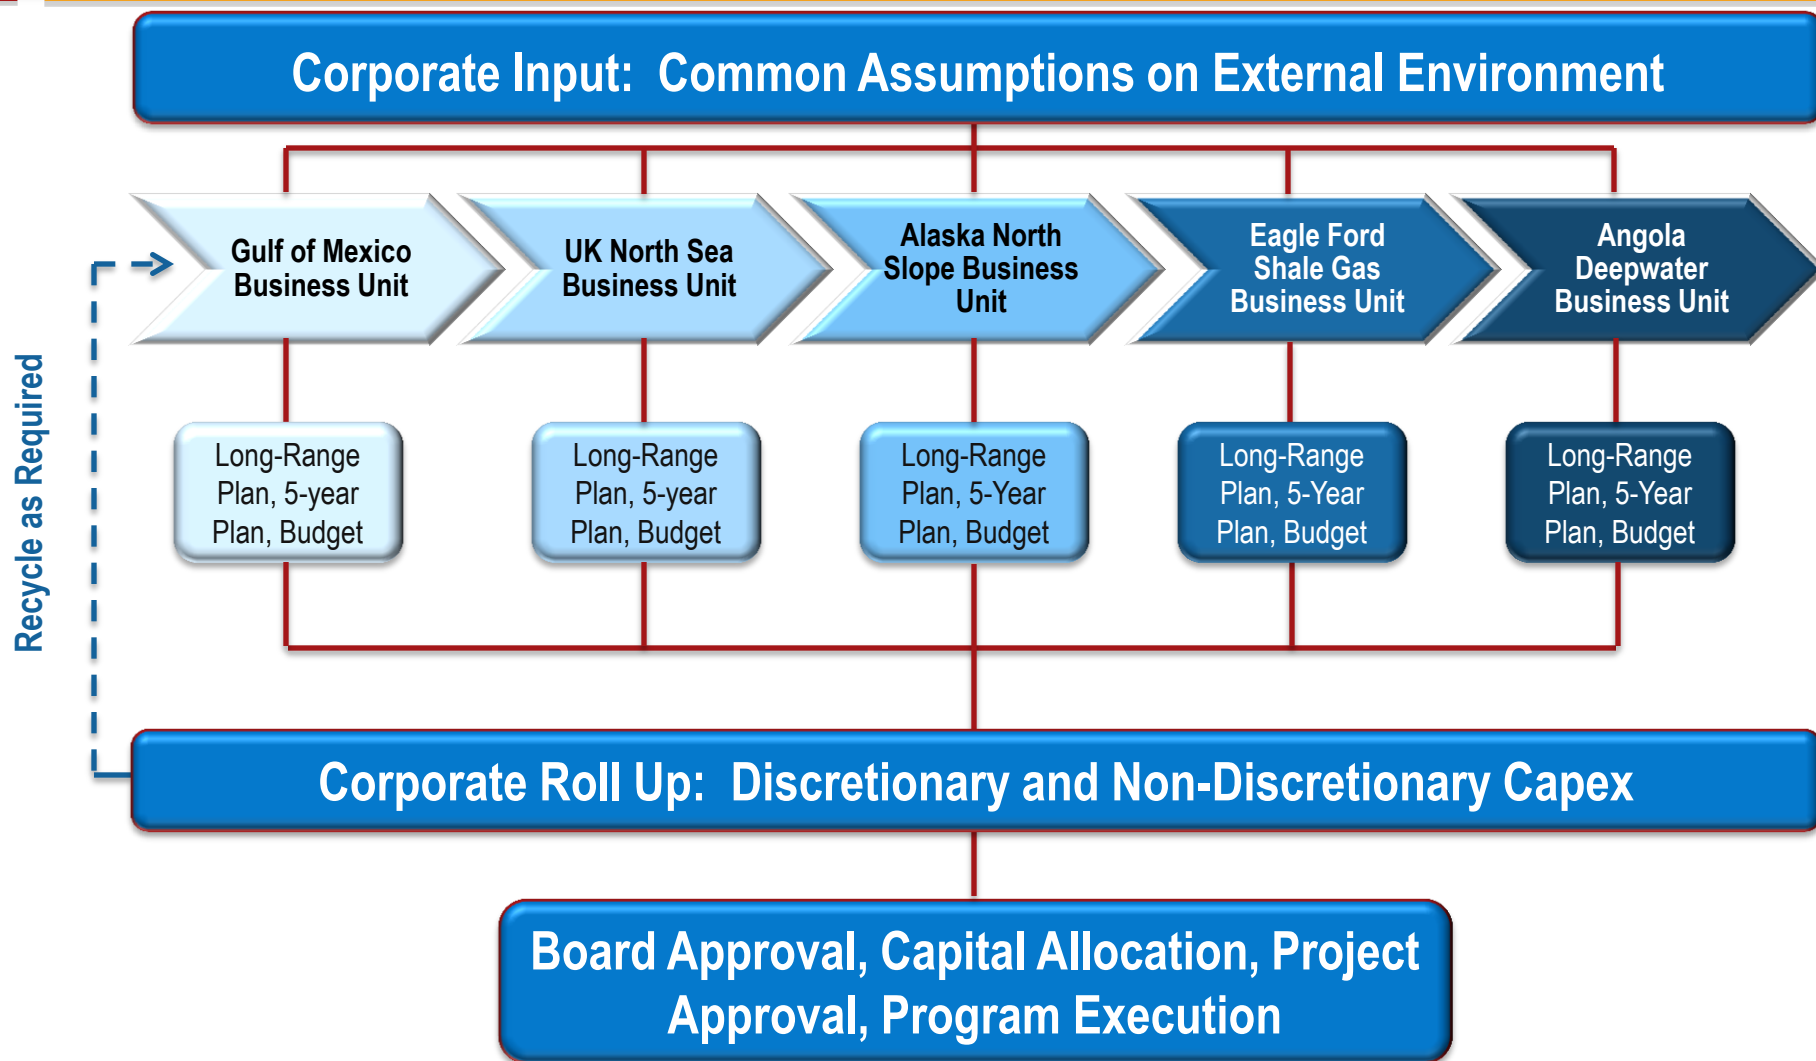 Corporate Input: Common Assumptions on External Environment
Gulf of Mexico
Business Unit
UK North Sea
Business Unit
Alaska North
Slope Business
Unit
Eagle Ford
Shale Gas
Business Unit
Angola
Deepwater
Business Unit
Recycle as Required
Long-Range
Plan, 5-year
Plan, Budget
Long-Range
Plan, 5-year
Plan, Budget
Long-Range
Plan, 5-Year
Plan, Budget
Long-Range
Plan, 5-Year
Plan, Budget
Long-Range
Plan, 5-Year
Plan, Budget
Corporate Roll Up: Discretionary and Non-Discretionary Capex
Board Approval, Capital Allocation, Project
Approval, Program Execution